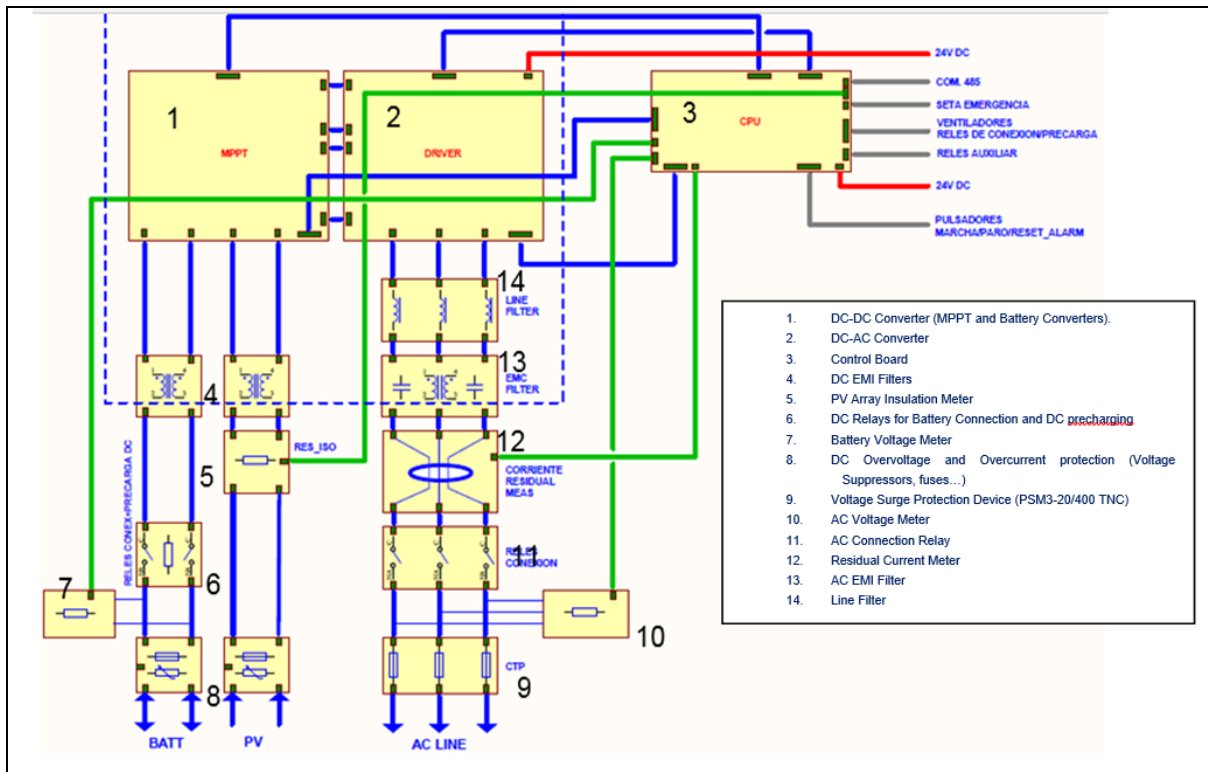 24V DC
COM. 485
SETA EMERGENCIA
VENTILADORES
RELES DE CONEXION/PRECARGA
RELES AUXILIAR
24V DC
PULSADORES
MARCHA/PARO/RESET_ALARM
1
MPPT
2
DRIVER
3
CPU
14
LINE
FILTER
13
EMC
FILTER
4
12
CORRIENTE
RESIDUAL
MEAS
5
RES_ISO
RELES CONEX+PRECARGA DC
6
11
RELES
CONEXION
7
10
8
9
CTP
BATT
PV
AC LINE
1. DC-DC Converter (MPPT and Battery Converters).
2. DC-AC Converter
3. Control Board
4. DC EMI Filters
5. PV Array Insulation Meter
6. DC Relays for Battery Connection and DC precharging
7. Battery Voltage Meter
8. DC Overvoltage and Overcurrent protection (Voltage
Suppressors, fuses…)
9. Voltage Surge Protection Device (PSM3-20/400 TNC)
10. AC Voltage Meter
11. AC Connection Relay
12. Residual Current Meter
13. AC EMI Filter
14. Line Filter